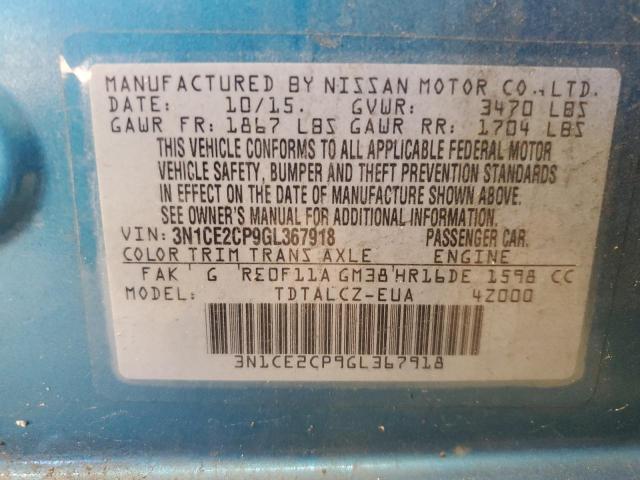 MANUFACTURED BY NISSAN MOTOR CO., LTD.
DATE: 10/15. GVWR: 3470 LBS
GAWR FR: 1867 LBS GAWR RR: 1704 LBS
THIS VEHICLE CONFORMS TO ALL APPLICABLE FEDERAL MOTOR
VEHICLE SAFETY, BUMPER AND THEFT PREVENTION STANDARDS
IN EFFECT ON THE DATE OF MANUFACTURE SHOWN ABOVE.
SEE OWNER'S MANUAL FOR ADDITIONAL INFORMATION.
VIN: 3N1CE2CP9GL367918 PASSENGER CAR.
COLOR TRIM TRANS AXLE ENGINE
FAK G RE0F11A GM38 HR16DE 1598 CC
MODEL: TDTALCZ-EUA 4Z000
3N1CE2CP9GL367918